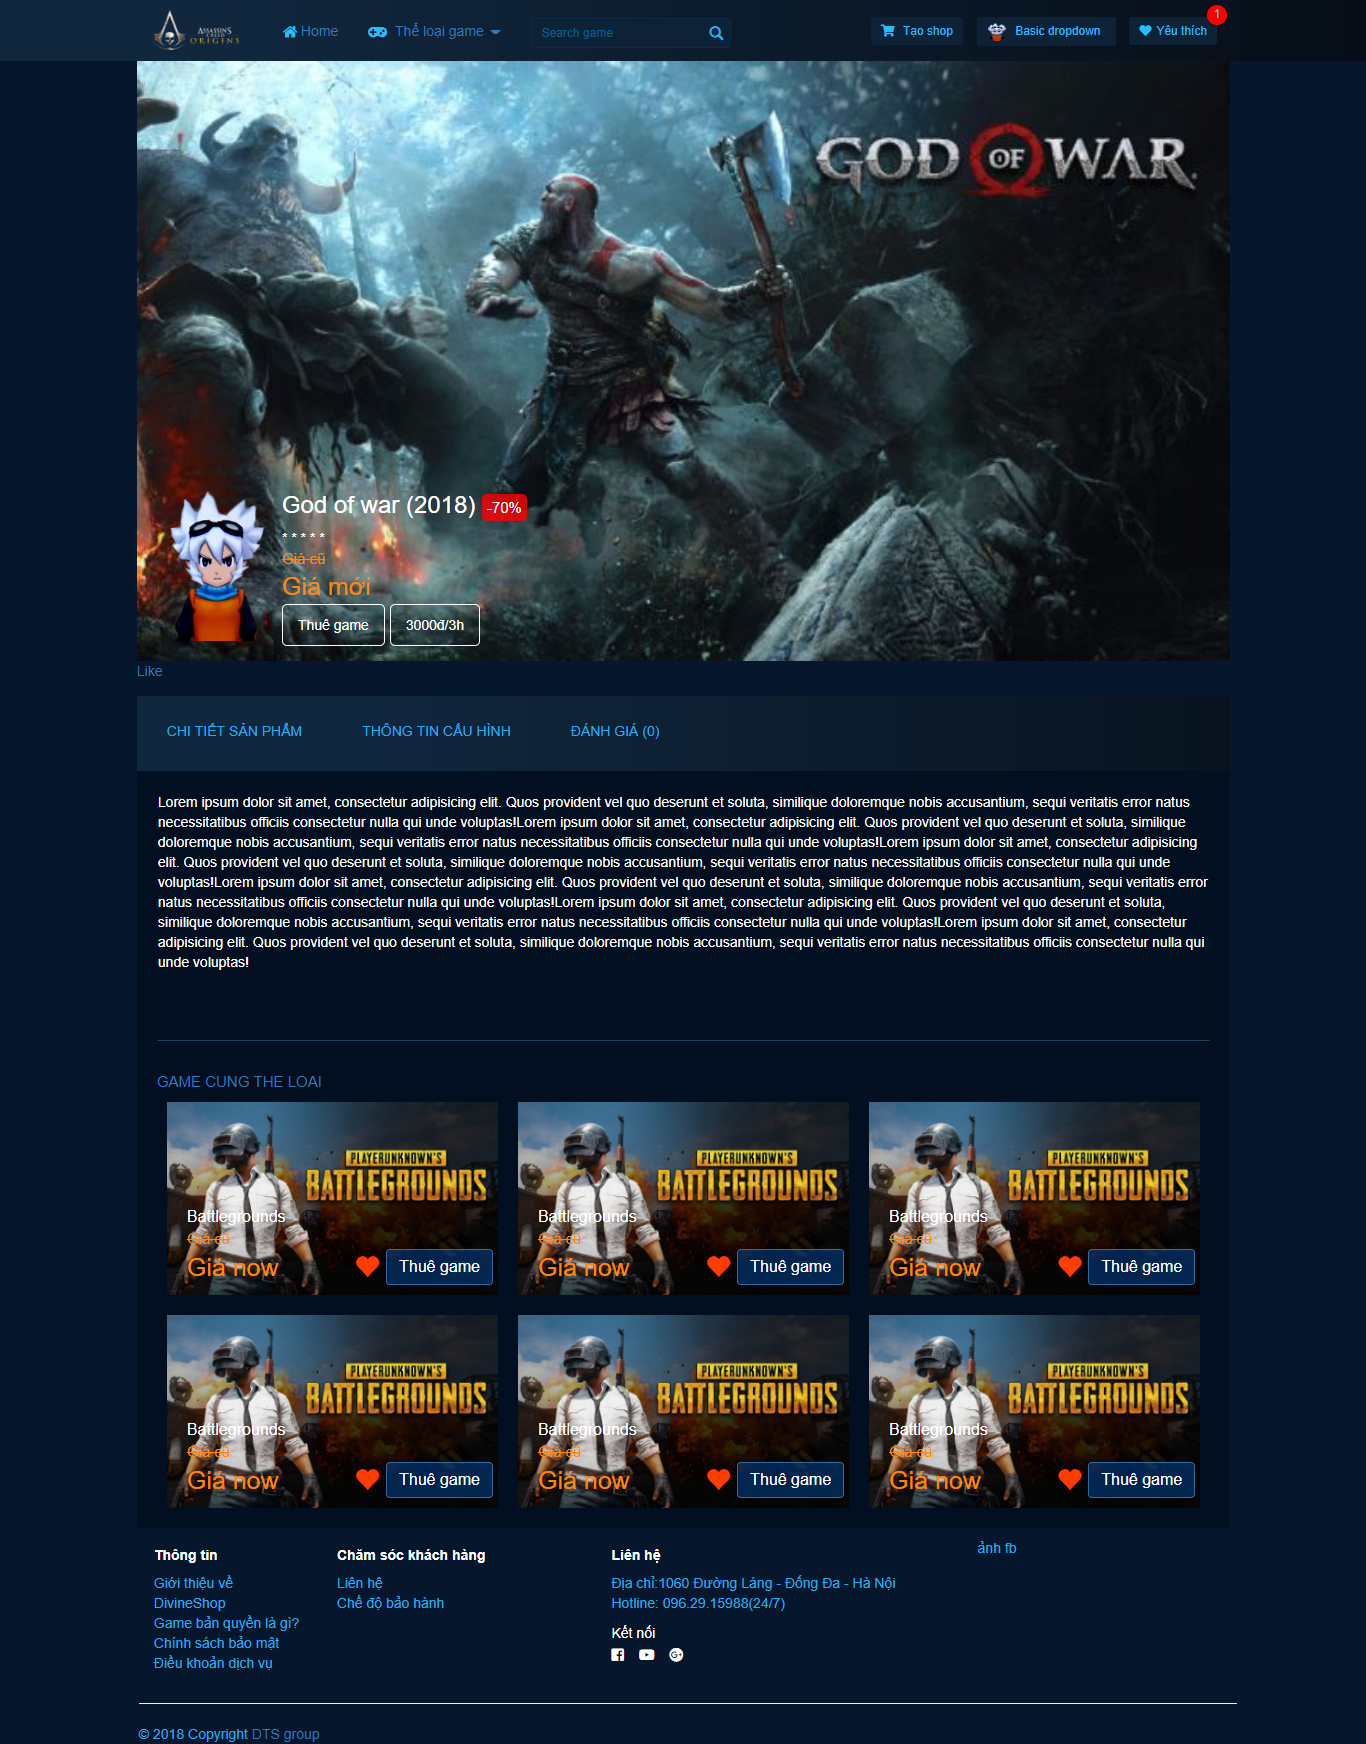 ASSASSIN'S
CREED
ORIGINS
Home
Thể loại game
Search game
Tạo shop
Basic dropdown
Yêu thích
1
GOD OF WAR
God of war (2018) -70%
* * * * *
Giá cũ
Giá mới
Thuê game
3000đ/3h
Like
CHI TIẾT SẢN PHẨM
THÔNG TIN CẤU HÌNH
ĐÁNH GIÁ (0)
Lorem ipsum dolor sit amet, consectetur adipisicing elit. Quos provident vel quo deserunt et soluta, similique doloremque nobis accusantium, sequi veritatis error natus
necessitatibus officiis consectetur nulla qui unde voluptas!Lorem ipsum dolor sit amet, consectetur adipisicing elit. Quos provident vel quo deserunt et soluta, similique
doloremque nobis accusantium, sequi veritatis error natus necessitatibus officiis consectetur nulla qui unde voluptas!Lorem ipsum dolor sit amet, consectetur adipisicing
elit. Quos provident vel quo deserunt et soluta, similique doloremque nobis accusantium, sequi veritatis error natus necessitatibus officiis consectetur nulla qui unde
voluptas!Lorem ipsum dolor sit amet, consectetur adipisicing elit. Quos provident vel quo deserunt et soluta, similique doloremque nobis accusantium, sequi veritatis error
natus necessitatibus officiis consectetur nulla qui unde voluptas!Lorem ipsum dolor sit amet, consectetur adipisicing elit. Quos provident vel quo deserunt et soluta,
similique doloremque nobis accusantium, sequi veritatis error natus necessitatibus officiis consectetur nulla qui unde voluptas!Lorem ipsum dolor sit amet, consectetur
adipisicing elit. Quos provident vel quo deserunt et soluta, similique doloremque nobis accusantium, sequi veritatis error natus necessitatibus officiis consectetur nulla qui
unde voluptas!
GAME CUNG THE LOAI
PLAYERUNKNOWN'S
BATTLEGROUNDS
Battlegrounds
Giá cũ
Giá now
Thuê game
PLAYERUNKNOWN'S
BATTLEGROUNDS
Battlegrounds
Giá cũ
Giá now
Thuê game
PLAYERUNKNOWN'S
BATTLEGROUNDS
Battlegrounds
Giá cũ
Giá now
Thuê game
PLAYERUNKNOWN'S
BATTLEGROUNDS
Battlegrounds
Giá cũ
Giá now
Thuê game
PLAYERUNKNOWN'S
BATTLEGROUNDS
Battlegrounds
Giá cũ
Giá now
Thuê game
PLAYERUNKNOWN'S
BATTLEGROUNDS
Battlegrounds
Giá cũ
Giá now
Thuê game
Thông tin
Giới thiệu về
DivineShop
Game bản quyền là gì?
Chính sách bảo mật
Điều khoản dịch vụ
Chăm sóc khách hàng
Liên hệ
Chế độ bảo hành
Liên hệ
Địa chỉ:1060 Đường Láng - Đống Đa - Hà Nội
Hotline: 096.29.15988(24/7)
Kết nối
ảnh fb
© 2018 Copyright DTS group